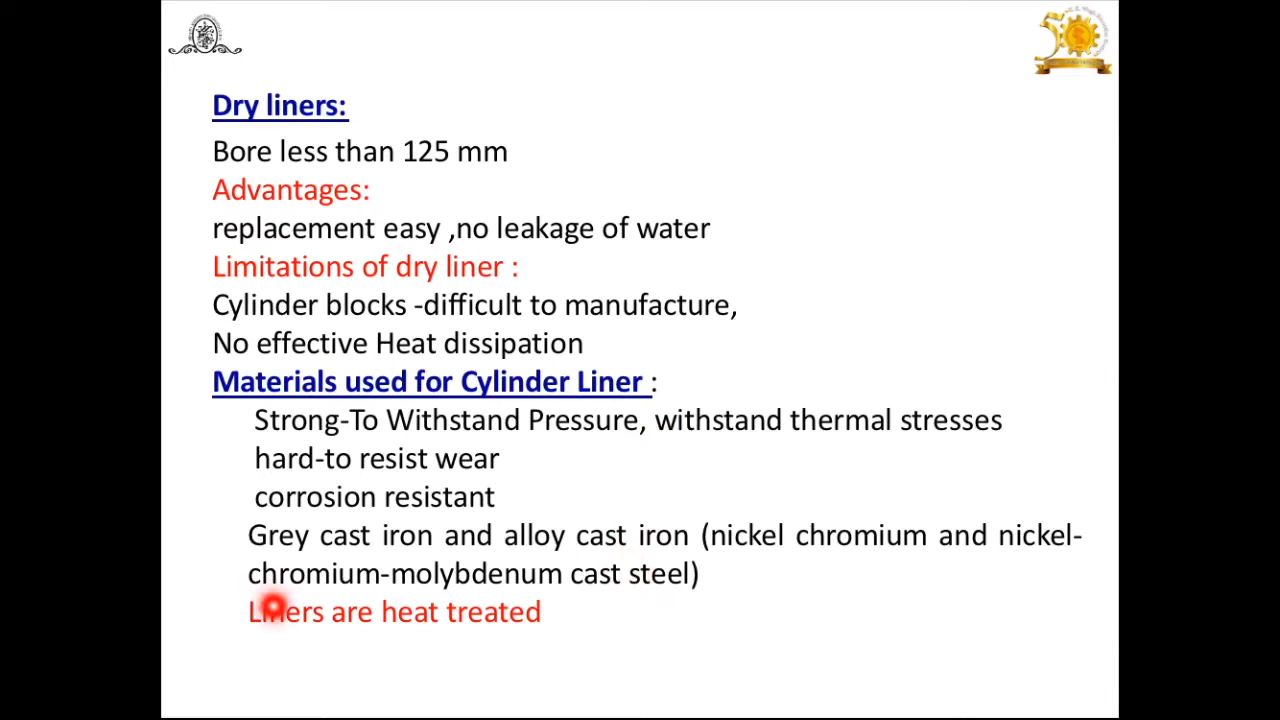 Dry liners:
Bore less than 125 mm
Advantages:
replacement easy ,no leakage of water
Limitations of dry liner :
Cylinder blocks -difficult to manufacture,
No effective Heat dissipation
Materials used for Cylinder Liner :
Strong-To Withstand Pressure, withstand thermal stresses
hard-to resist wear
corrosion resistant
Grey cast iron and alloy cast iron (nickel chromium and nickel-
chromium-molybdenum cast steel)
Liners are heat treated